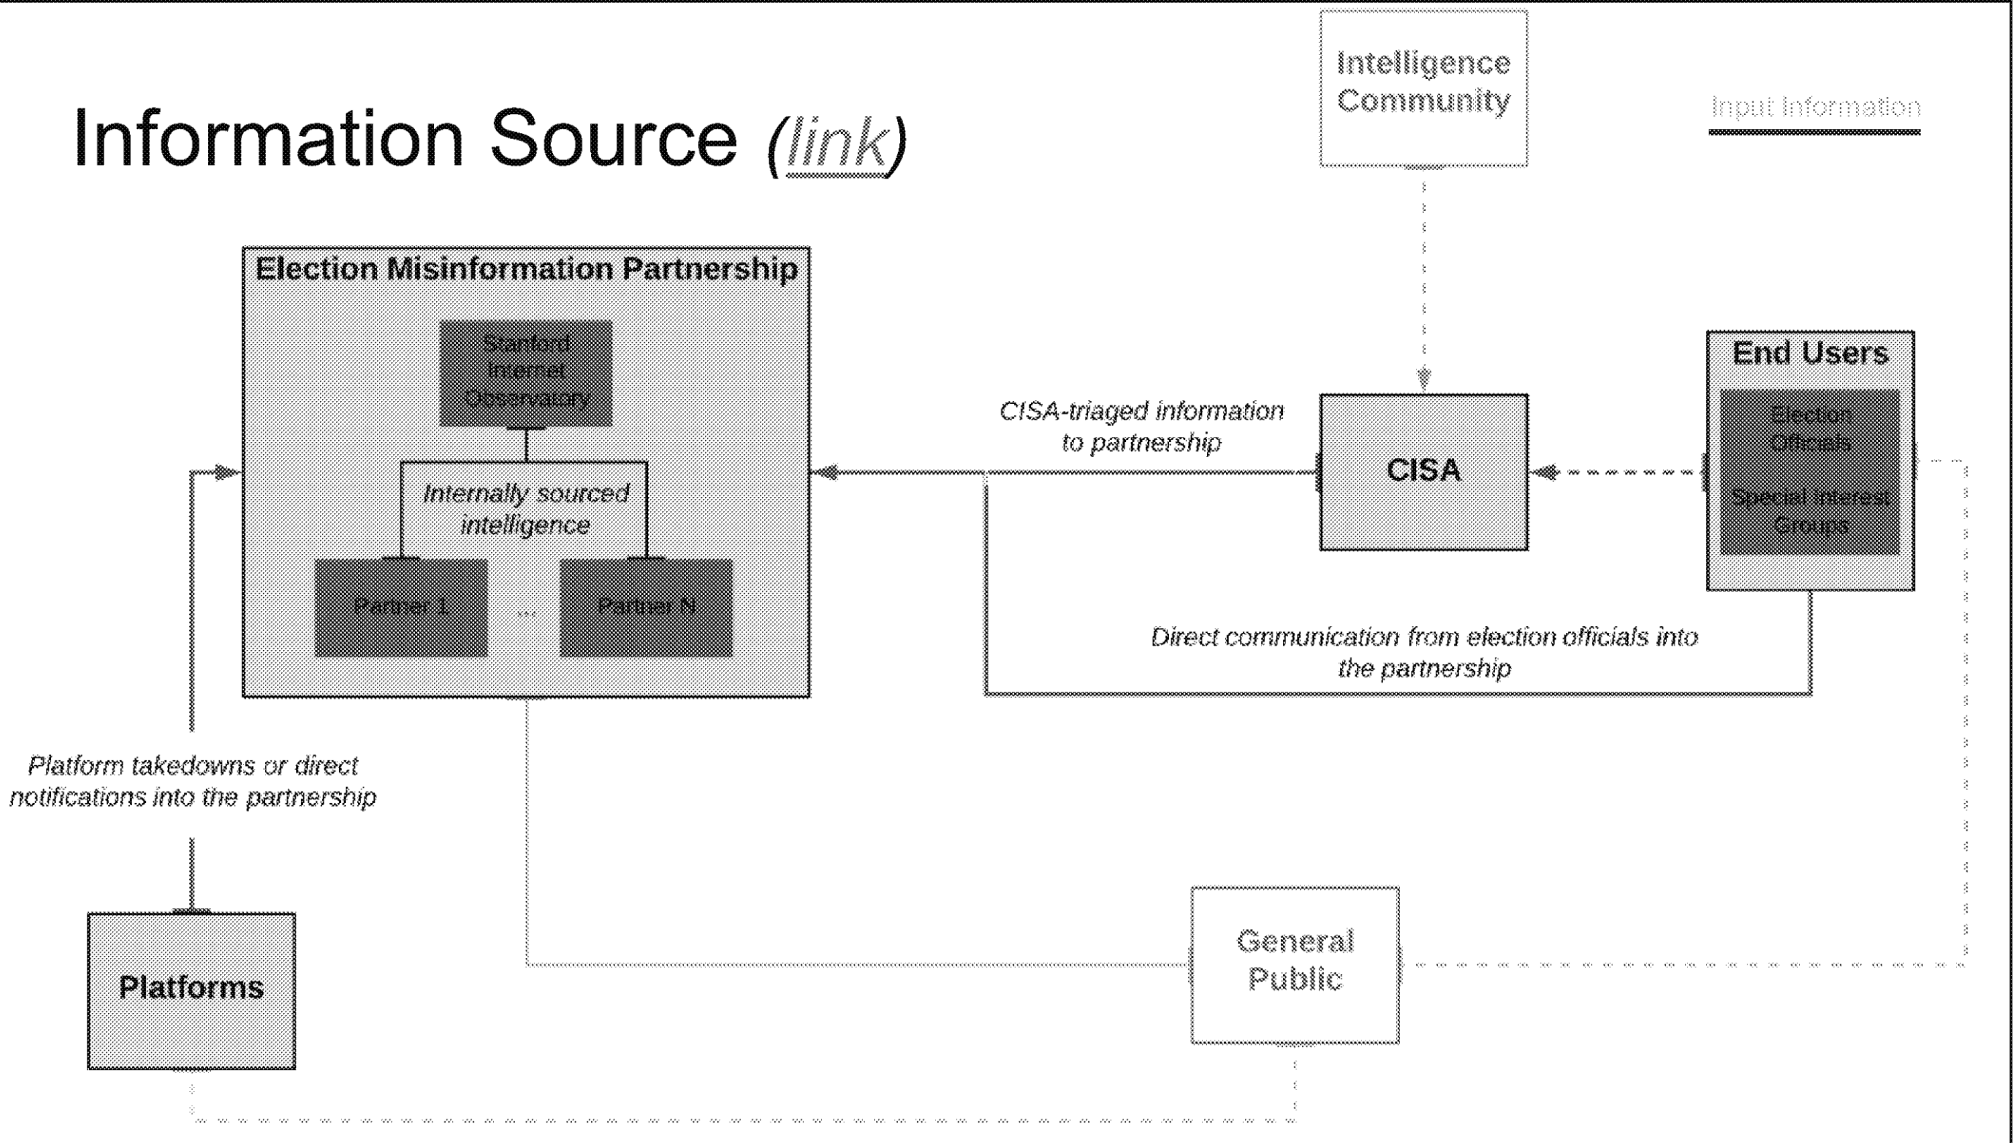 Intelligence
Community
Input Information
Information Source (link)
Election Misinformation Partnership
Stanford
Internet
Observatory
Internally sourced
intelligence
Partner 1
...
Partner N
CISA-triaged information
to partnership
CISA
End Users
Election
Officials
Special Interest
Groups
Direct communication from election officials into
the partnership
Platform takedowns or direct
notifications into the partnership
Platforms
General
Public